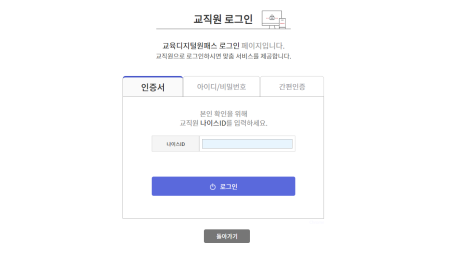 교직원 로그인
교육디지털원패스 로그인 페이지입니다.
교직원으로 로그인하시면 맞춤 서비스를 제공합니다.
인증서
아이디/비밀번호
간편인증
본인 확인을 위해
교직원 나이스ID를 입력하세요.
나이스ID
로그인
돌아가기